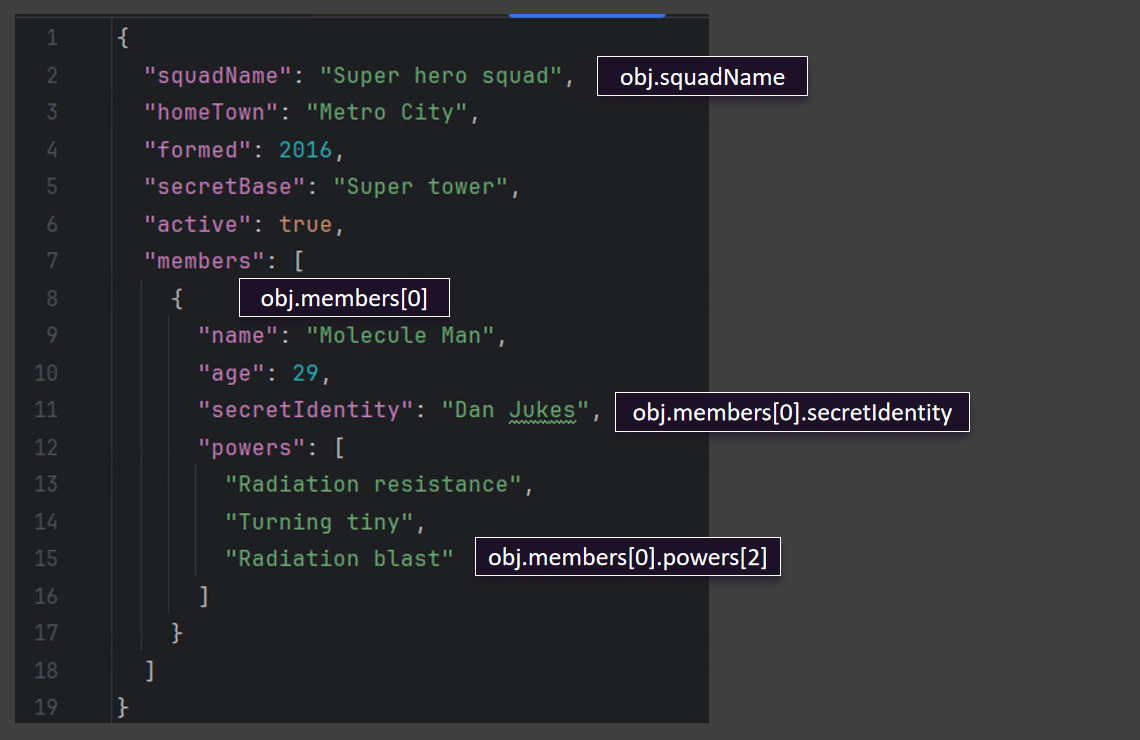 1 {
2 "squadName": "Super hero squad", obj.squadName
3 "homeTown": "Metro City",
4 "formed": 2016,
5 "secretBase": "Super tower",
6 "active": true,
7 "members": [
8 { obj.members[0]
9 "name": "Molecule Man",
10 "age": 29,
11 "secretIdentity": "Dan Jukes", obj.members[0].secretIdentity
12 "powers": [
13 "Radiation resistance",
14 "Turning tiny",
15 "Radiation blast" obj.members[0].powers[2]
16 ]
17 }
18 ]
19 }